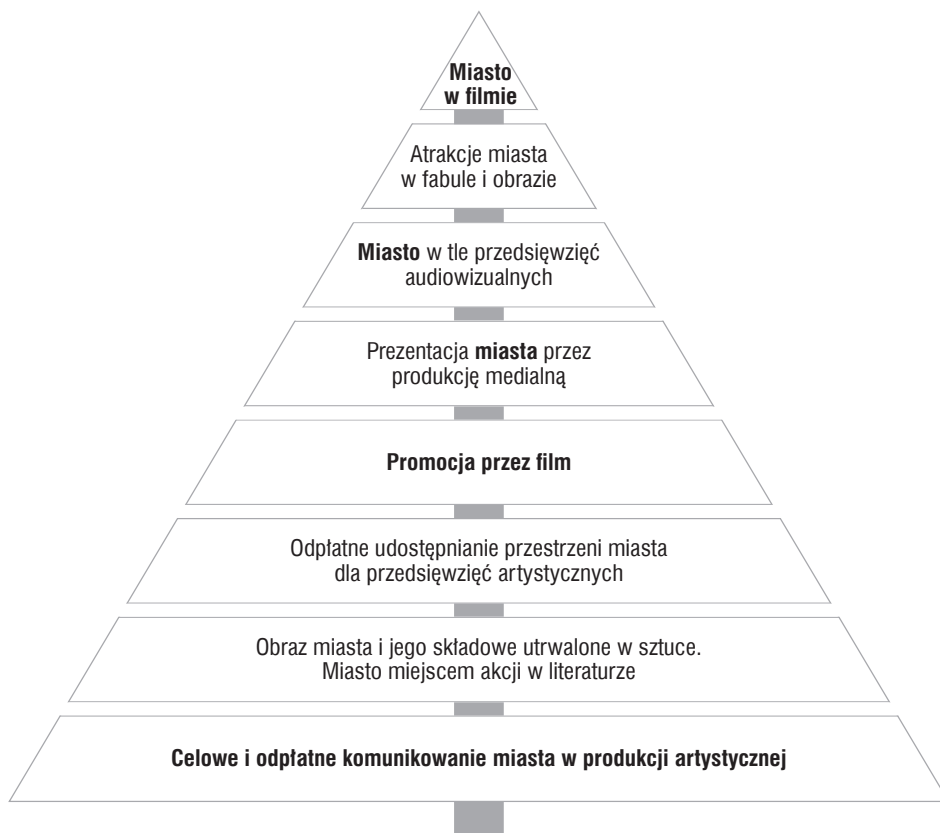 Miasto
w filmie
Atrakcje miasta
w fabule i obrazie
Miasto w tle przedsięwzięć
audiowizualnych
Prezentacja miasta przez
produkcję medialną
Promocja przez film
Odpłatne udostępnianie przestrzeni miasta
dla przedsięwzięć artystycznych
Obraz miasta i jego składowe utrwalone w sztuce.
Miasto miejscem akcji w literaturze
Celowe i odpłatne komunikowanie miasta w produkcji artystycznej